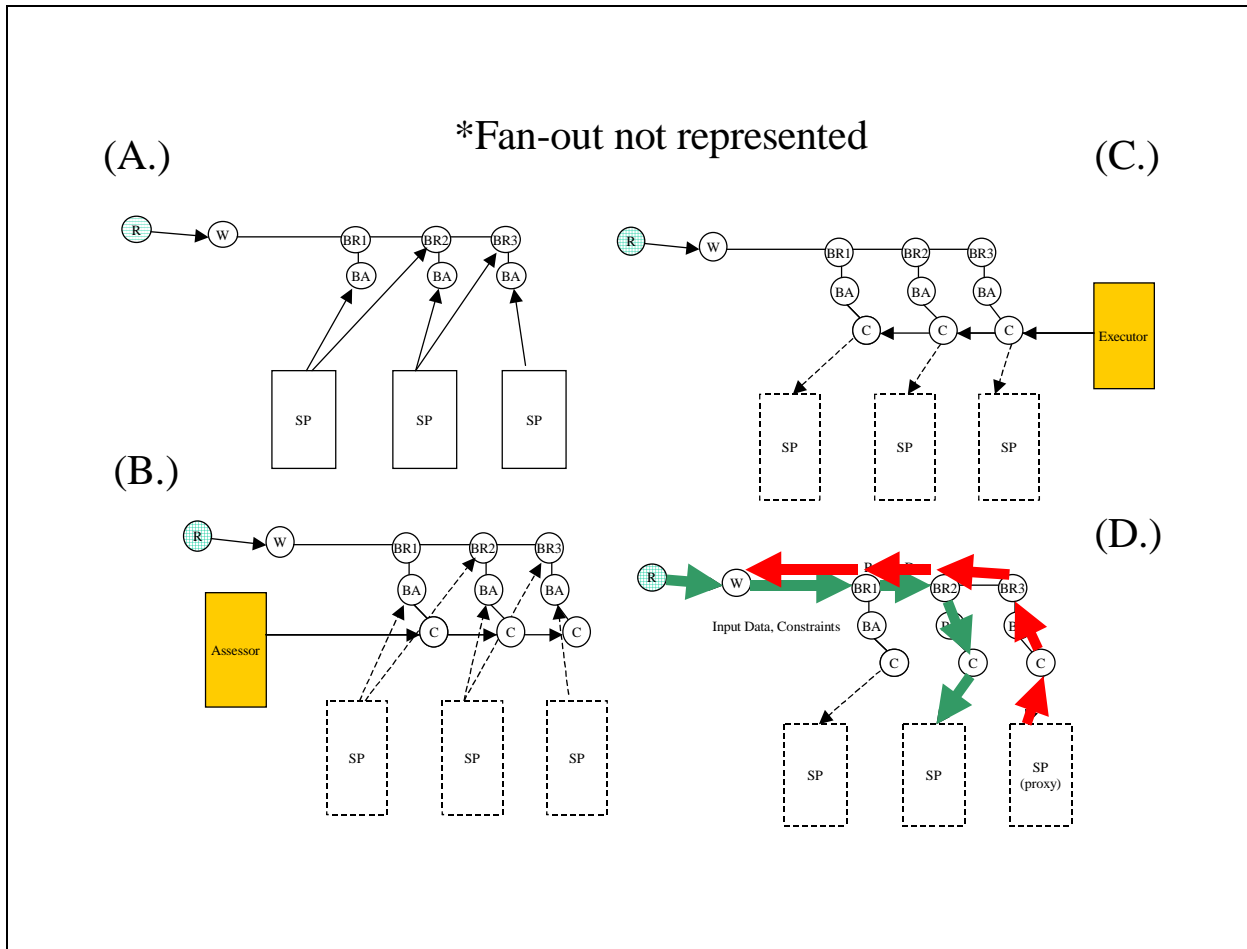 *Fan-out not represented
(A.)
R
W
BR1
BR2
BR3
BA
BA
BA
SP
SP
SP
(B.)
R
W
BR1
BR2
BR3
BA
BA
BA
C
C
C
Assessor
SP
SP
SP
(C.)
R
W
BR1
BR2
BR3
BA
BA
BA
C
C
C
Executor
SP
SP
SP
(D.)
R
W
BR1
BR2
BR3
Input Data, Constraints
BA
C
C
C
SP
SP
SP
(proxy)